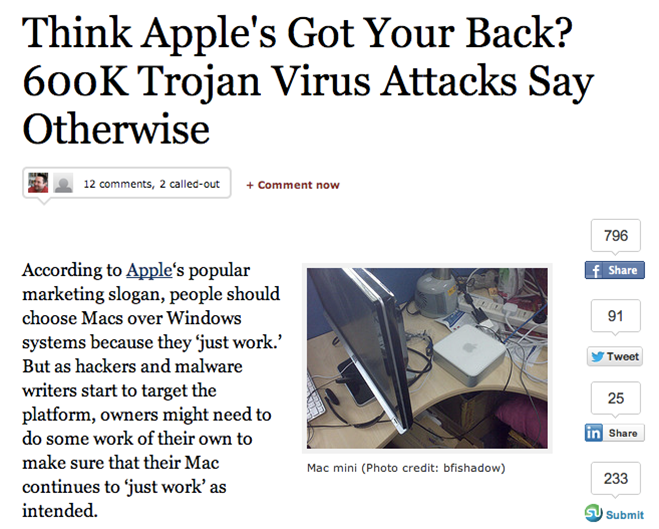 Think Apple's Got Your Back?
600K Trojan Virus Attacks Say
Otherwise
12 comments, 2 called-out
+ Comment now
According to Apple‘s popular
marketing slogan, people should
choose Macs over Windows
systems because they ‘just work.’
But as hackers and malware
writers start to target the
platform, owners might need to
do some work of their own to
make sure that their Mac
continues to ‘just work’ as
intended.
Mac mini (Photo credit: bfishadow)
796
f Share
91
Tweet
25
in Share
233
Submit